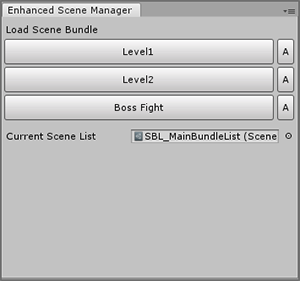 Enhanced Scene Manager
Load Scene Bundle
Level1 A
Level2 A
Boss Fight A
Current Scene List SBL_MainBundleList (Scene